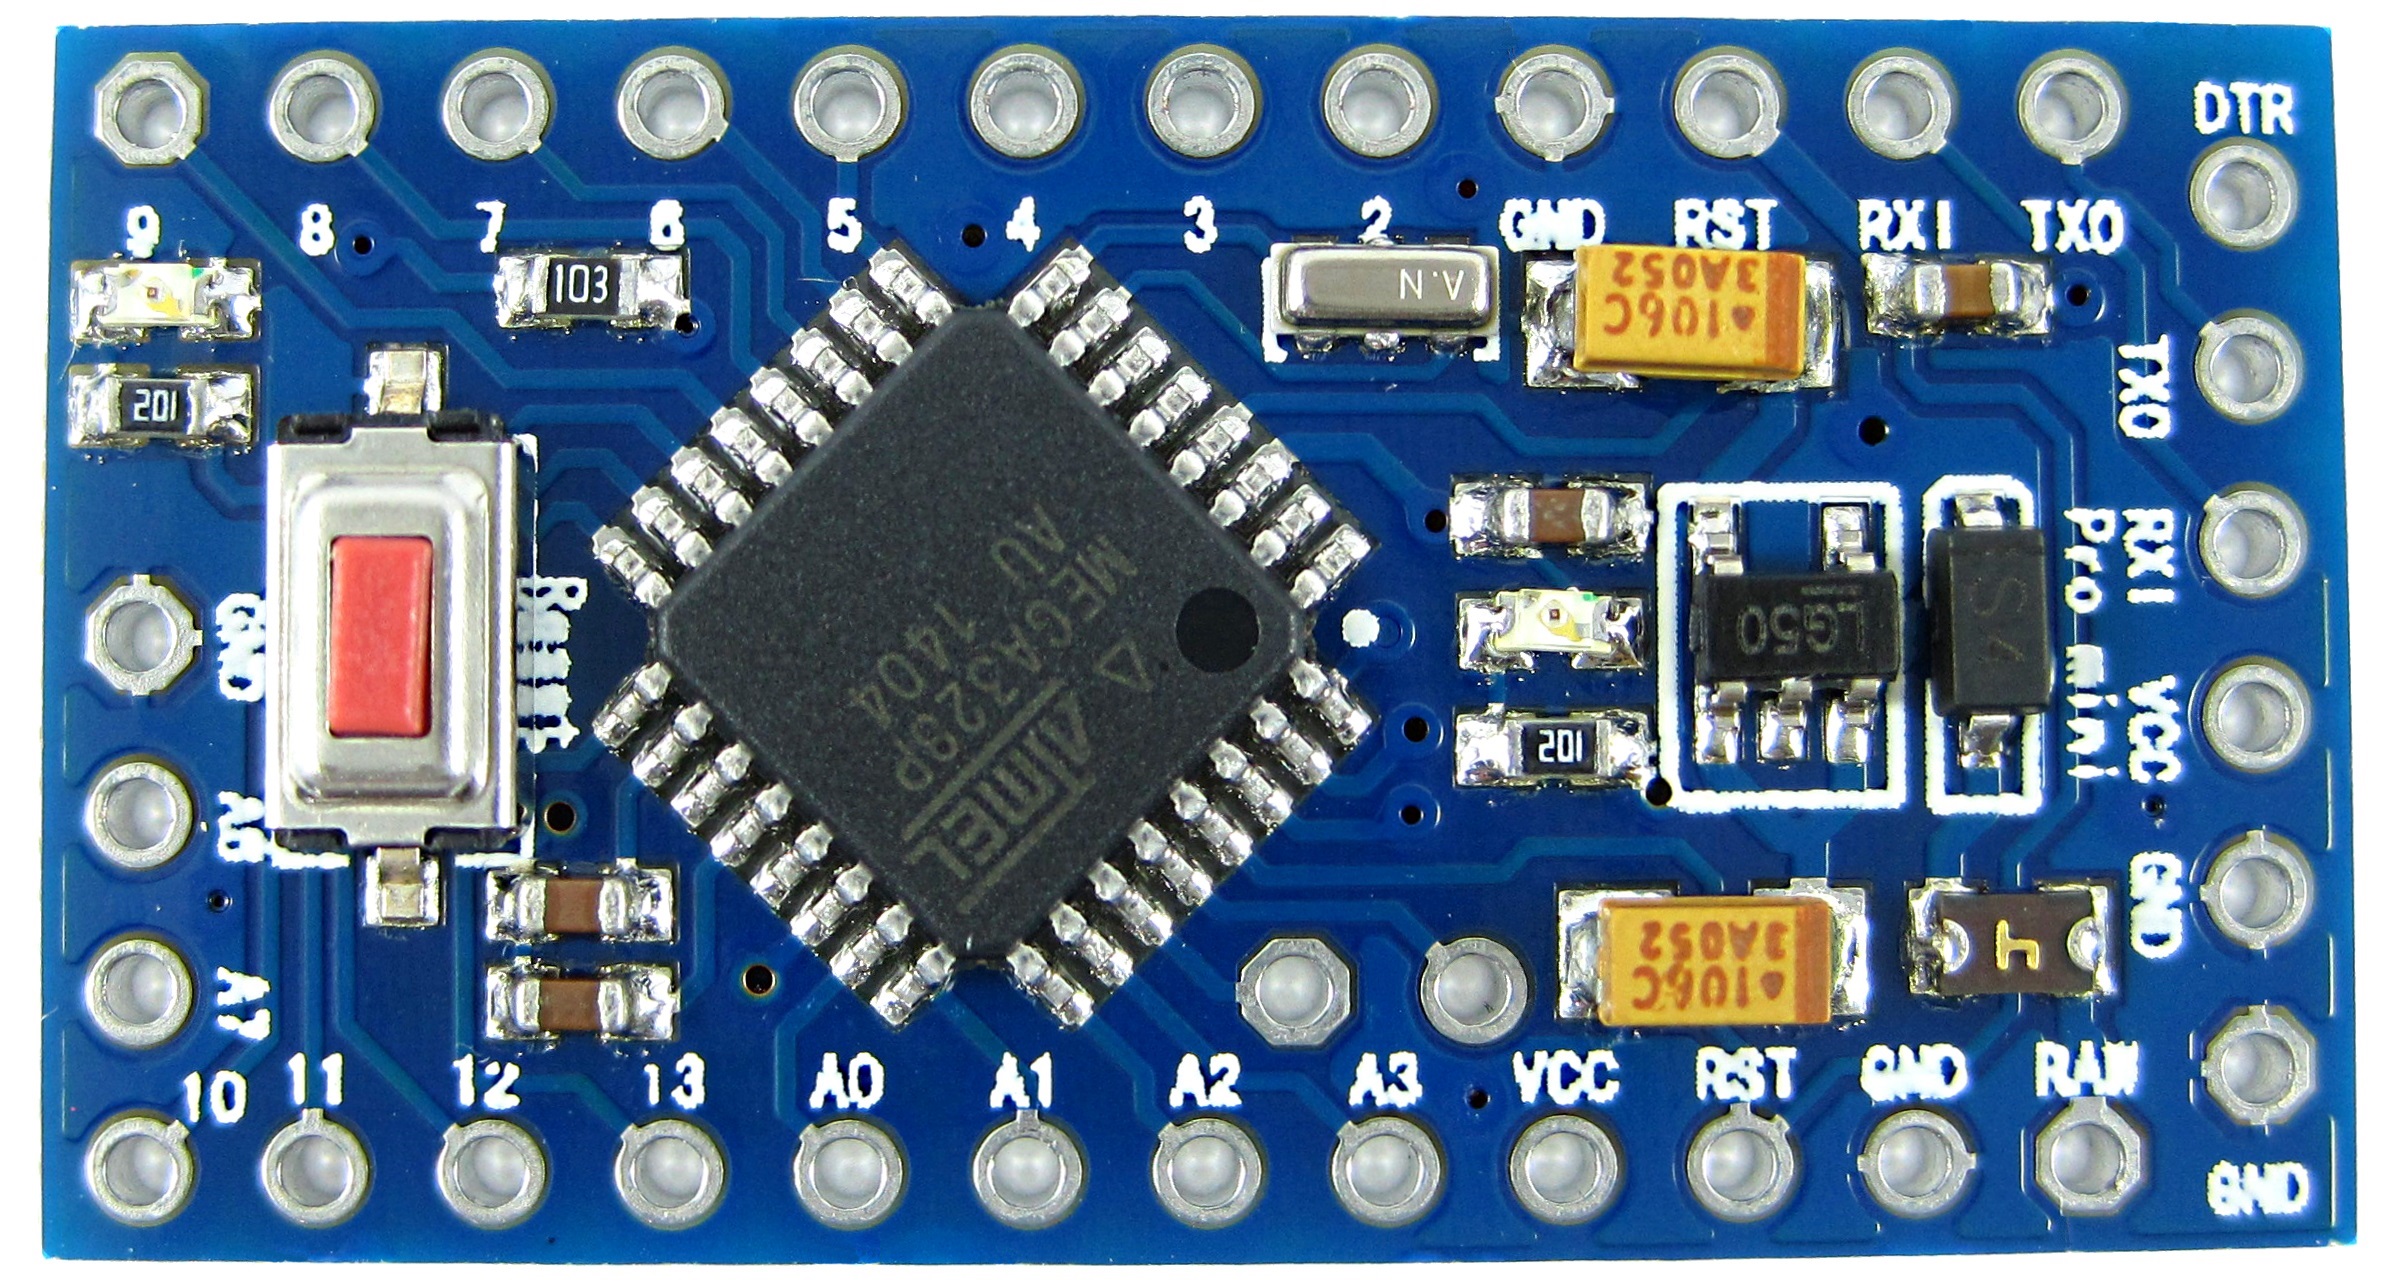 DTR
9 8 7 6 5 4 3 2 GND RST RXI TXO
103
A.N
106C
3A052
201
TXO
RXI
Pro mini
VCC
GND
GND
LG50
S4
201
ATMEL
MEGA328P
AU 1404
GND
A7
106C
3A052
10 11 12 13 A0 A1 A2 A3 VCC RST GND RAW